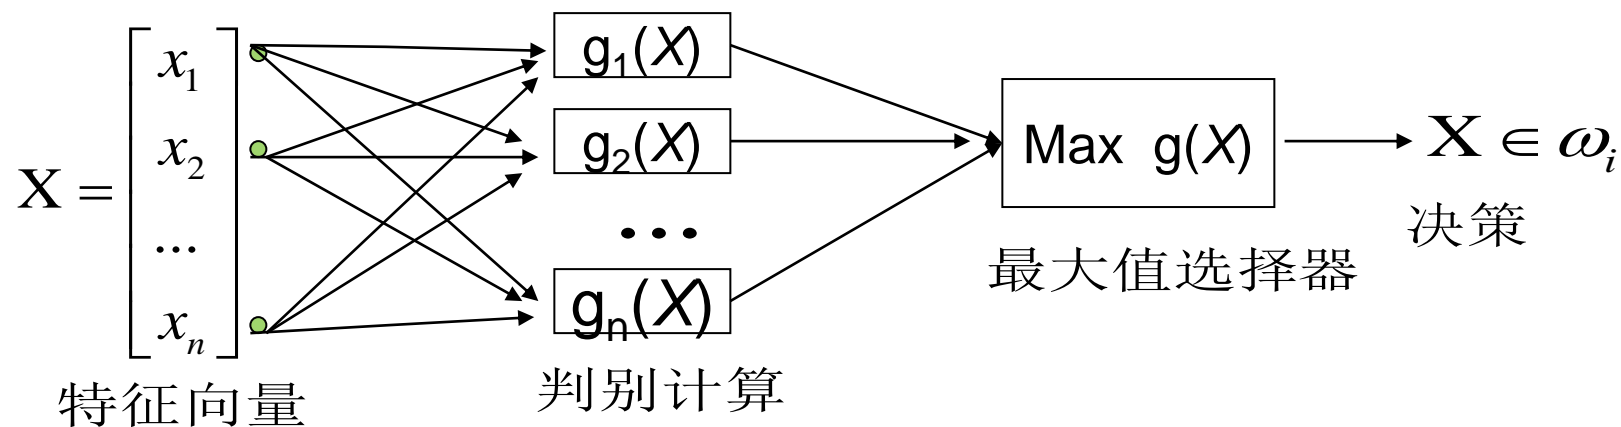 X = [x₁ x₂ ... xₙ]
特征向量
g₁(X)
g₂(X)
...
gₙ(X)
判别计算
Max g(X)
最大值选择器
X ∈ ωᵢ
决策